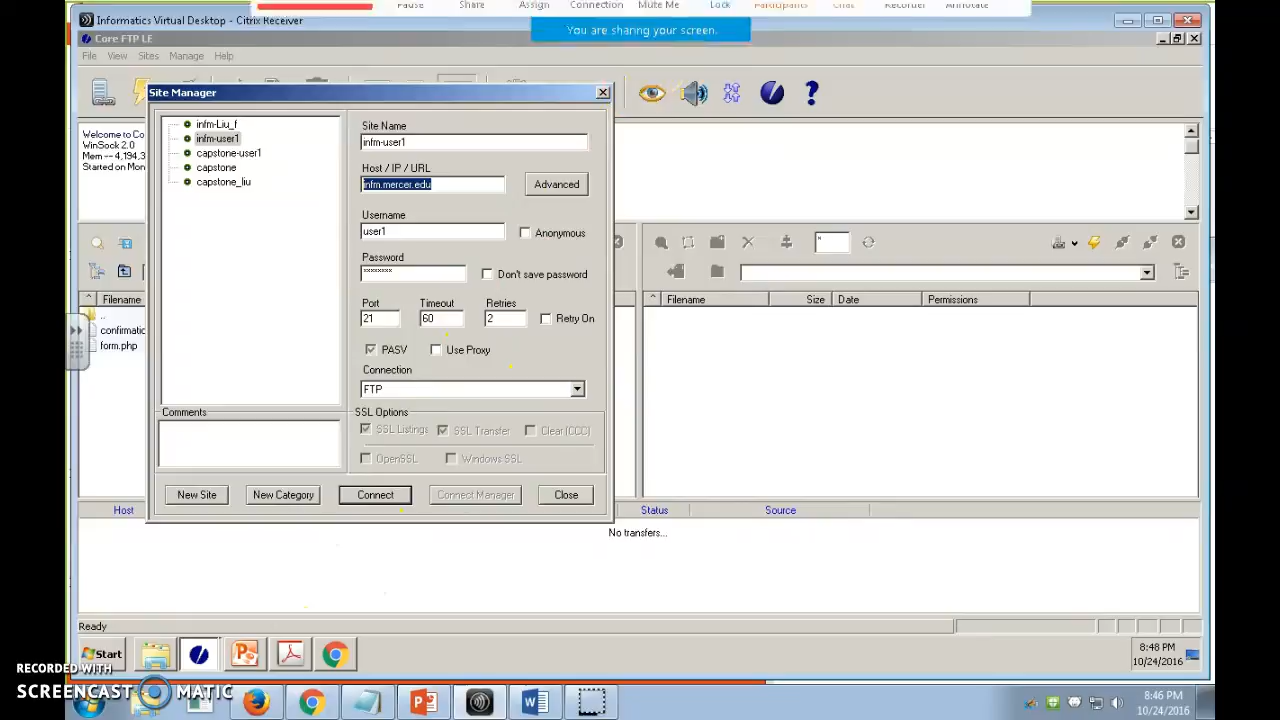 Pause Share Assign Connection Mute Me Lock Participants Chat Recorder Annotate
Informatics Virtual Desktop - Citrix Receiver
You are sharing your screen.
Core FTP LE
File View Sites Manage Help
Site Manager
infm-Liu_f
infm-user1
capstone-user1
capstone
capstone_liu
Comments
Site Name
infm-user1
Host / IP / URL
infm.mercer.edu
Advanced
Username
user1
Anonymous
Password
********
Don't save password
Port Timeout Retries
21 60 2 Retry On
PASV Use Proxy
Connection
FTP
SSL Options
SSL Listings SSL Transfer Clear (CCC)
OpenSSL Windows SSL
New Site New Category Connect Connect Manager Close
Welcome to Co
WinSock 2.0
Mem -- 4,194,3
Started on Mon
Filename
..
confirmatio
form.php
*
Filename Size Date Permissions
Host Status Source
No transfers...
Ready
Start
8:48 PM
10/24/2016
RECORDED WITH
SCREENCAST MATIC
8:46 PM
10/24/2016